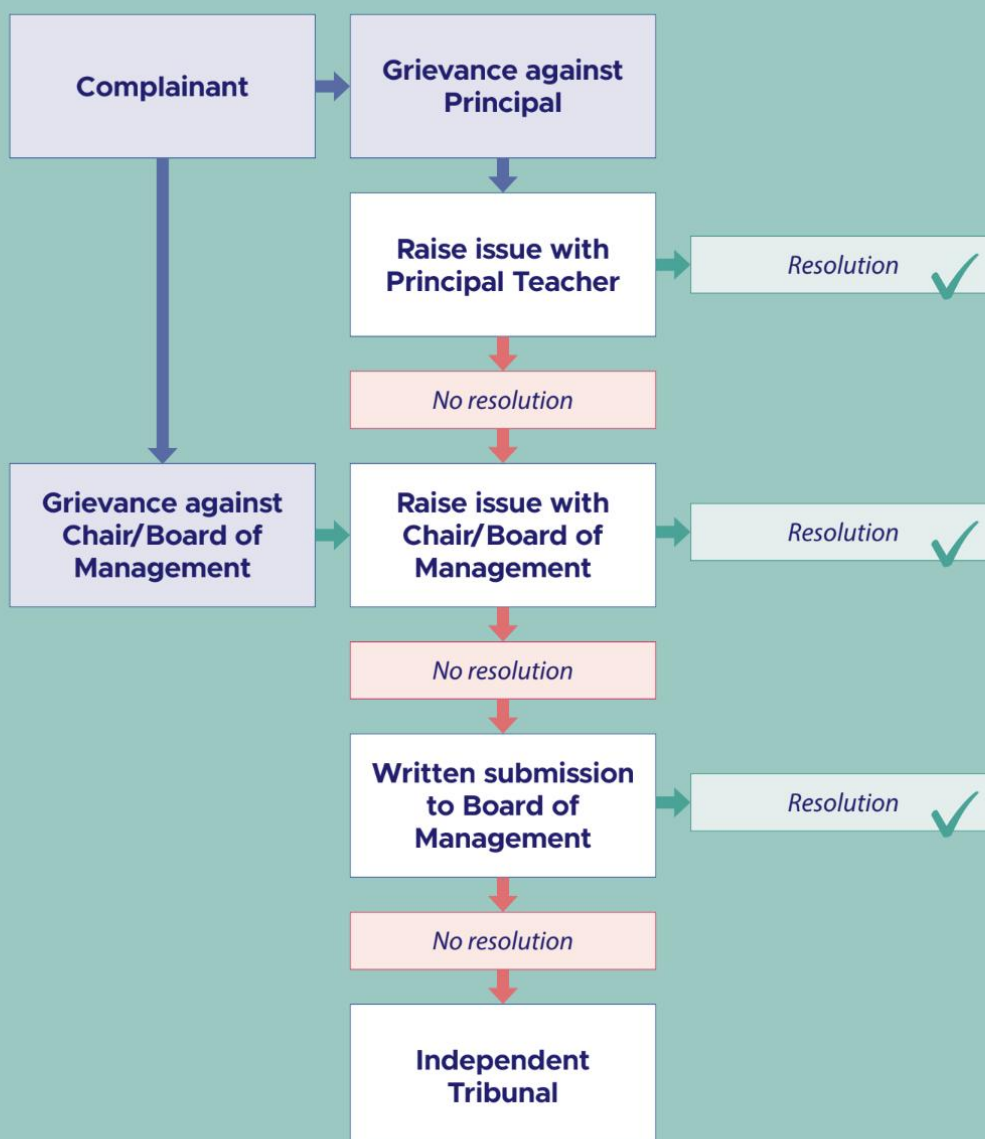 Complainant
Grievance against
Principal
Raise issue with
Principal Teacher
Resolution
No resolution
Grievance against
Chair/Board of
Management
Raise issue with
Chair/Board of
Management
Resolution
No resolution
Written submission
to Board of
Management
Resolution
No resolution
Independent
Tribunal